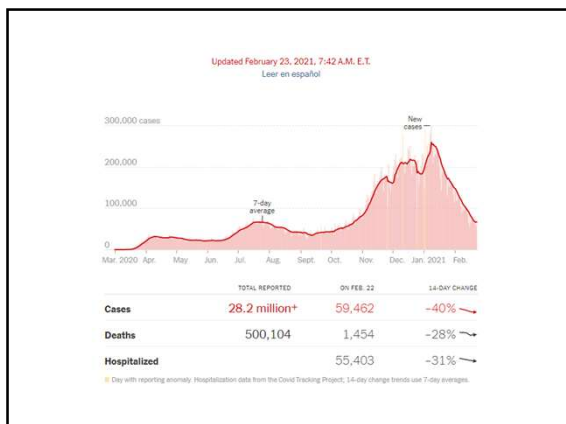 Updated February 23, 2021, 7:42 A.M. E.T.
Leer en español
300,000 cases
New
cases
200,000
7-day
average
100,000
0
Mar. 2020 Apr. May Jun. Jul. Aug. Sept. Oct. Nov. Dec. Jan. 2021 Feb.
TOTAL REPORTED ON FEB. 22 14-DAY CHANGE
Cases 28.2 million+ 59,462 –40%
Deaths 500,104 1,454 –28%
Hospitalized 55,403 –31%
Day with reporting anomaly. Hospitalization data from the Covid Tracking Project; 14-day change trends use 7-day averages.